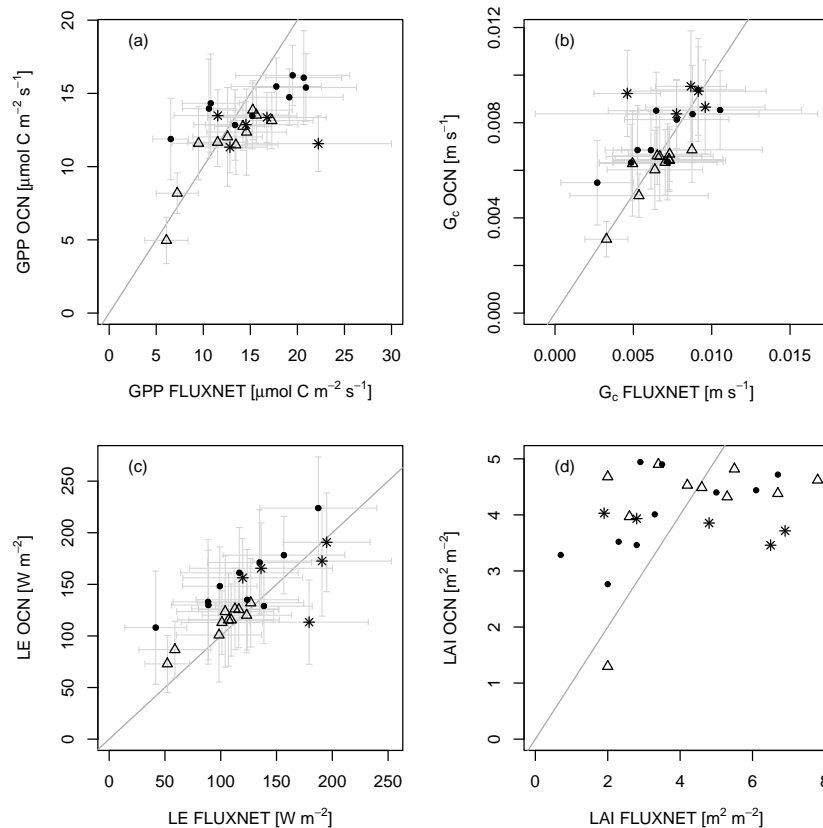 (a)
GPP OCN [μmol C m⁻² s⁻¹]
20
15
10
5
0
0 5 10 15 20 25 30
GPP FLUXNET [μmol C m⁻² s⁻¹]
(b)
Gc OCN [m s⁻¹]
0.012
0.008
0.004
0.000
0.000 0.005 0.010 0.015
Gc FLUXNET [m s⁻¹]
(c)
LE OCN [W m⁻²]
250
200
150
100
50
0
0 50 100 150 200 250
LE FLUXNET [W m⁻²]
(d)
LAI OCN [m² m⁻²]
5
4
3
2
1
0
0 2 4 6 8
LAI FLUXNET [m² m⁻²]